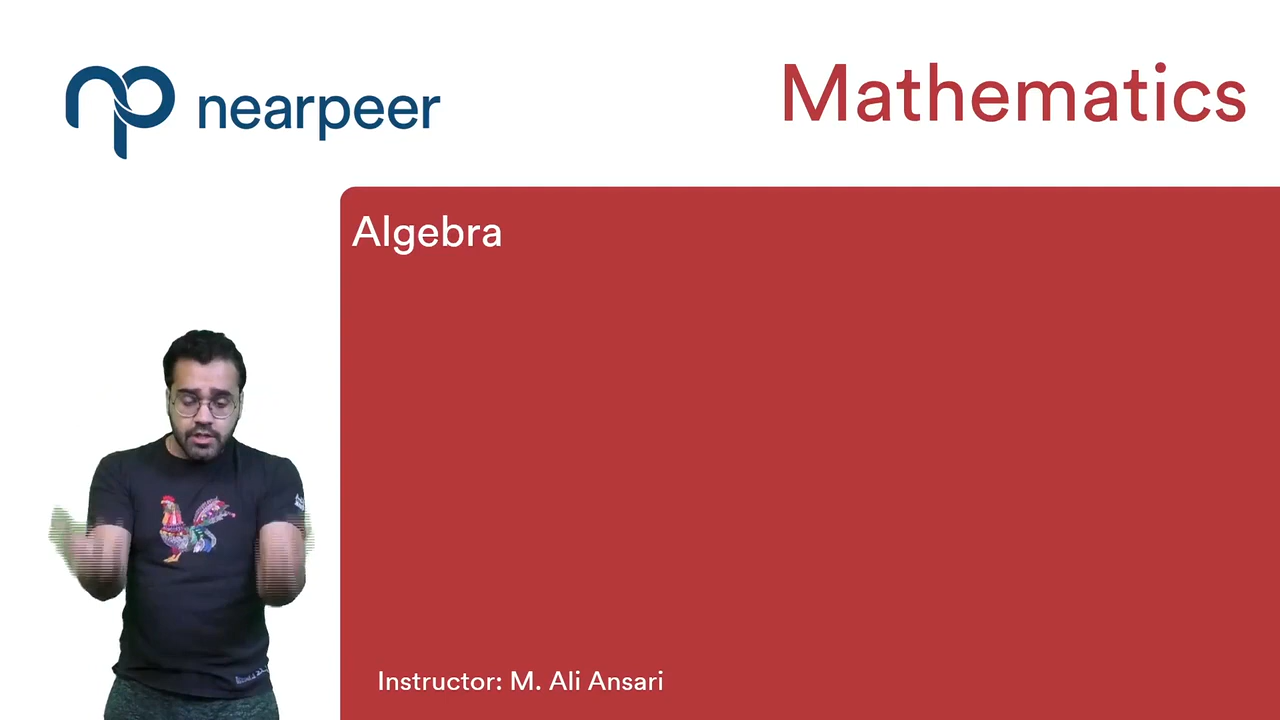 nearpeer
Mathematics
Algebra
Instructor: M. Ali Ansari